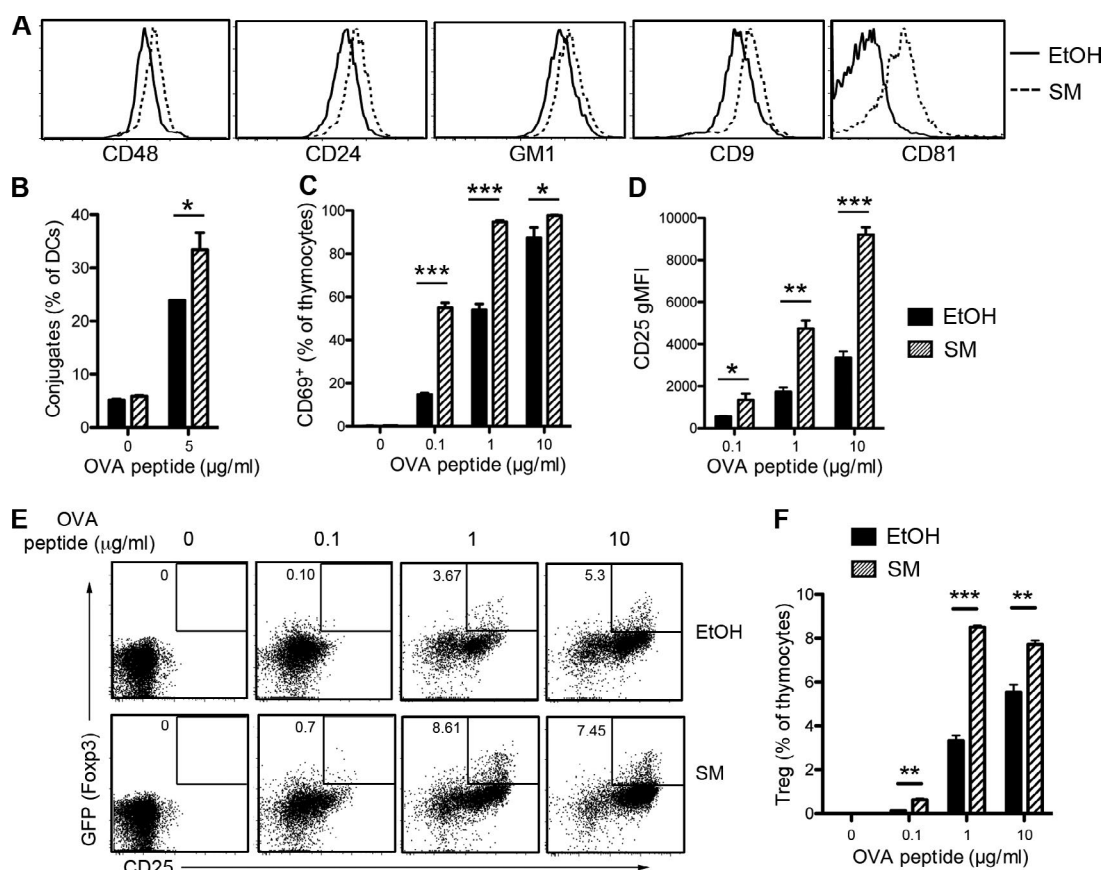 A
CD48
CD24
GM1
CD9
CD81
EtOH
SM
B
Conjugates (% of DCs)
40
30
20
10
0
*
0
5
OVA peptide (µg/ml)
C
CD69+ (% of thymocytes)
100
80
60
40
20
0
***
***
*
0
0.1
1
10
OVA peptide (µg/ml)
D
CD25 gMFI
10000
8000
6000
4000
2000
0
*
**
***
0.1
1
10
OVA peptide (µg/ml)
EtOH
SM
E
OVA
peptide (µg/ml)
0
0.1
1
10
0
0.10
3.67
5.3
EtOH
0
0.7
8.61
7.45
SM
GFP (Foxp3)
CD25
F
EtOH
SM
Treg (% of thymocytes)
10
8
6
4
2
0
**
***
**
0
0.1
1
10
OVA peptide (µg/ml)